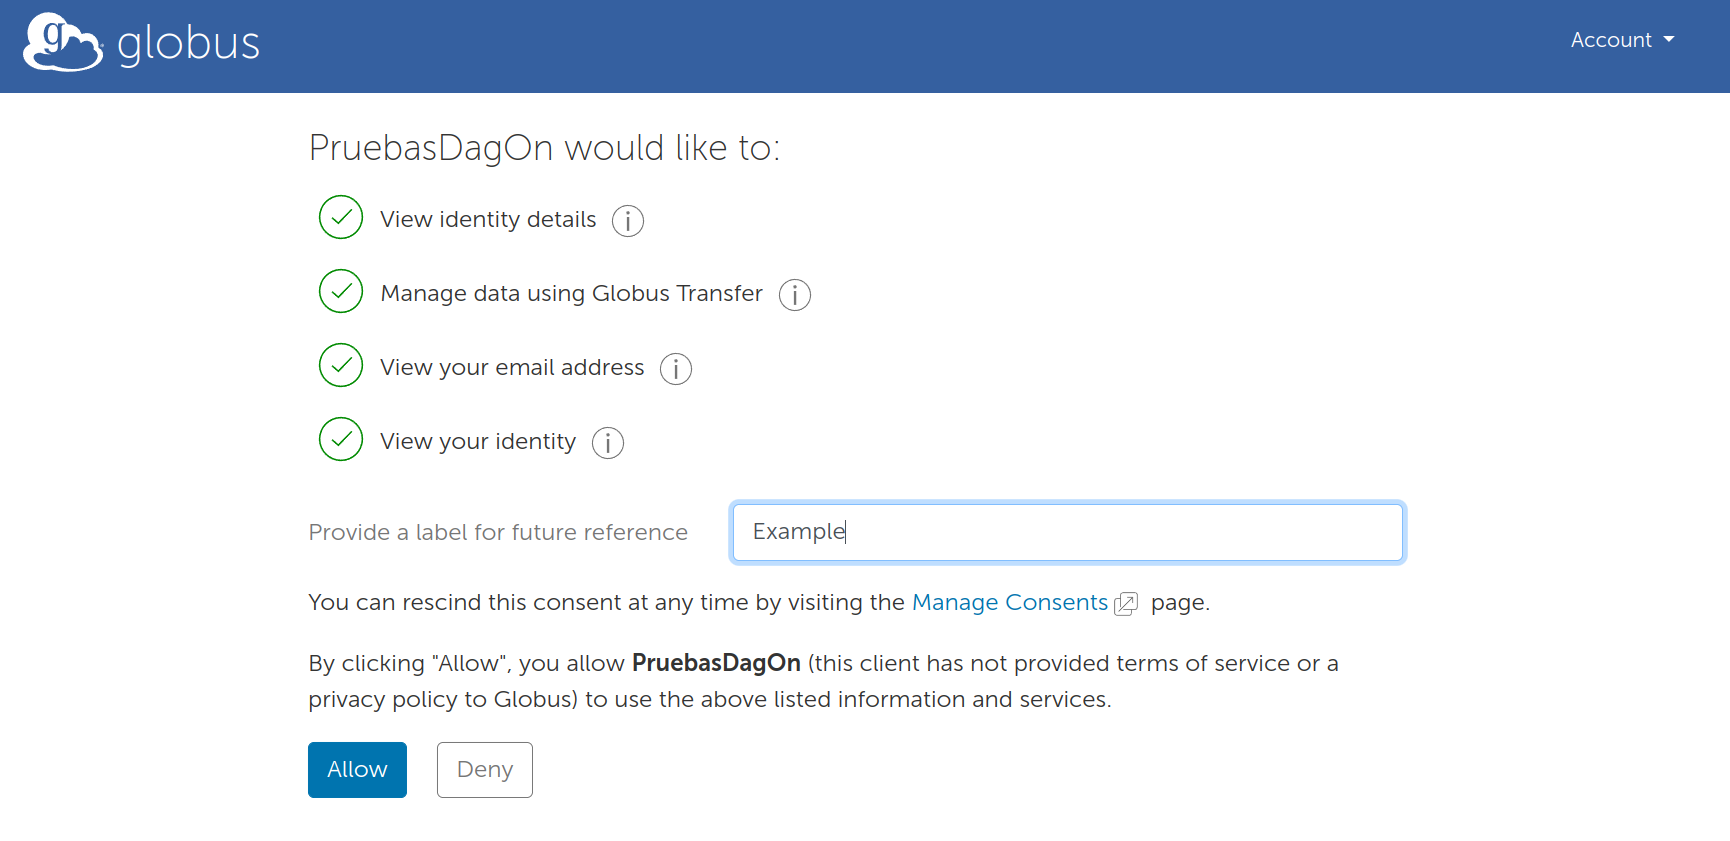 globus
Account
PruebasDagOn would like to:
View identity details
Manage data using Globus Transfer
View your email address
View your identity
Provide a label for future reference
Example
You can rescind this consent at any time by visiting the Manage Consents page.
By clicking "Allow", you allow PruebasDagOn (this client has not provided terms of service or a
privacy policy to Globus) to use the above listed information and services.
Allow
Deny